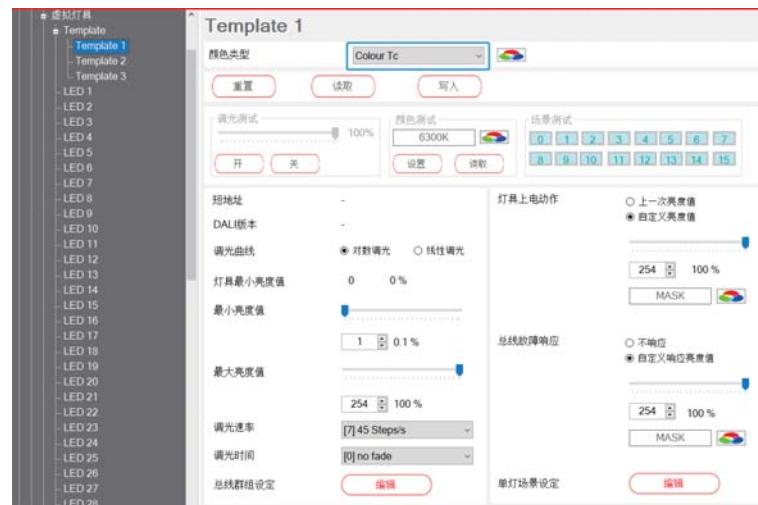 虚拟灯具
Template
Template 1
Template 2
Template 3
LED 1
LED 2
LED 3
LED 4
LED 5
LED 6
LED 7
LED 8
LED 9
LED 10
LED 11
LED 12
LED 13
LED 14
LED 15
LED 16
LED 17
LED 18
LED 19
LED 20
LED 21
LED 22
LED 23
LED 24
LED 25
LED 26
LED 27
LED 28
Template 1
颜色类型 Colour Tc
重置 读取 写入
调光测试
100%
开 关
颜色测试
6300K
设置 读取
场景测试
0 1 2 3 4 5 6 7
8 9 10 11 12 13 14 15
短地址 -
DALI版本 -
调光曲线 对数调光 线性调光
灯具最小亮度值 0 0 %
最小亮度值
1 0.1 %
最大亮度值
254 100 %
调光速率 [7] 45 Steps/s
调光时间 [0] no fade
总线群组设定 编辑
灯具上电动作 上一次亮度值
自定义亮度值
254 100 %
MASK
总线故障响应 不响应
自定义响应亮度值
254 100 %
MASK
单灯场景设定 编辑